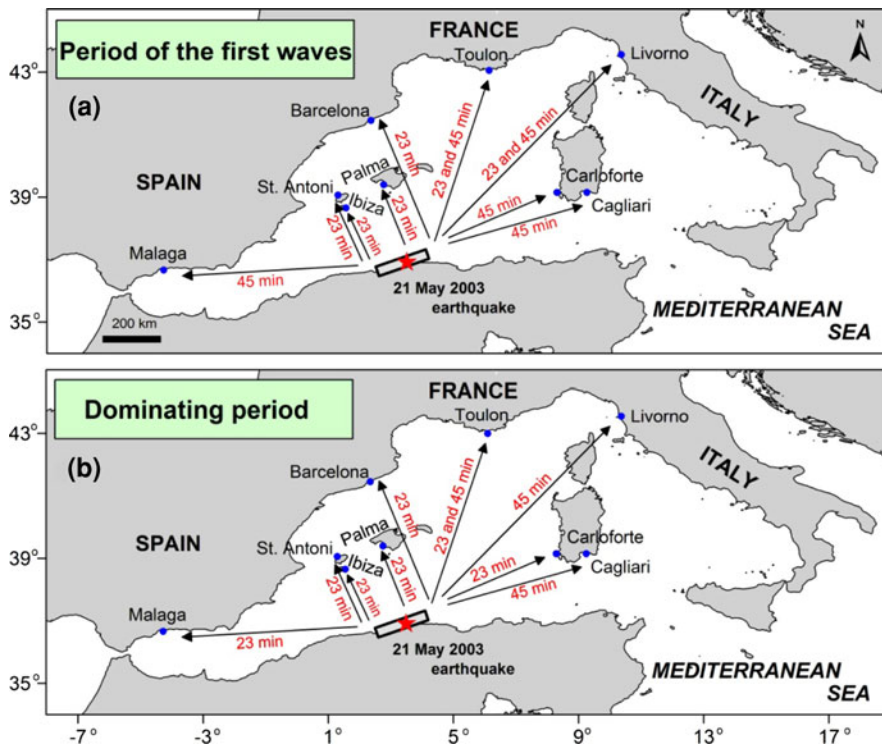 FRANCE
N
Period of the first waves
Toulon
Livorno
43°
(a)
ITALY
Barcelona
23 min
23 and 45 min
23 and 45 min
SPAIN
Palma
St. Antoni
Ibiza
Carloforte
39°
23 min
23 min
23 min
45 min
Cagliari
45 min
Malaga
45 min
21 May 2003
earthquake
MEDITERRANEAN
SEA
200 km
35°
FRANCE
Dominating period
Toulon
Livorno
43°
(b)
ITALY
Barcelona
23 min
23 and 45 min
45 min
SPAIN
Palma
St. Antoni
Ibiza
Carloforte
39°
23 min
23 min
23 min
23 min
Cagliari
45 min
Malaga
23 min
21 May 2003
earthquake
MEDITERRANEAN
SEA
35°
-7° -3° 1° 5° 9° 13° 17°